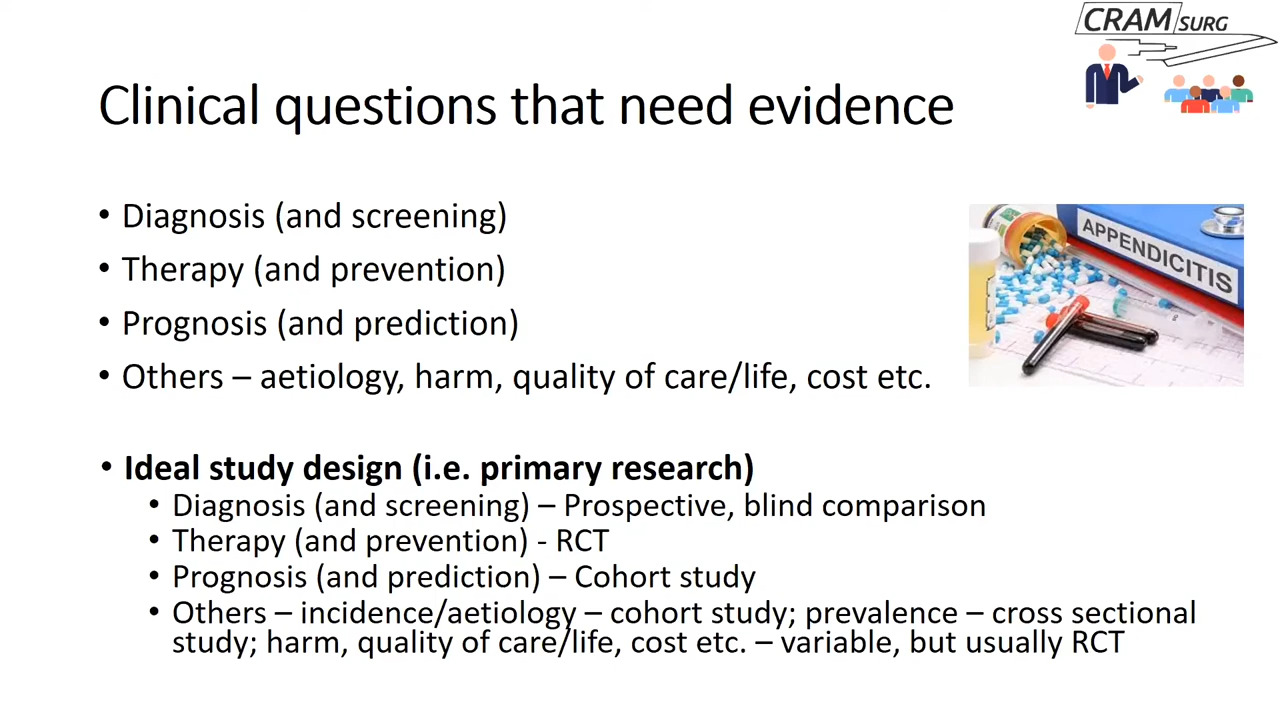 CRAM SURG
Clinical questions that need evidence
• Diagnosis (and screening)
• Therapy (and prevention)
• Prognosis (and prediction)
• Others – aetiology, harm, quality of care/life, cost etc.
APPENDICITIS
• Ideal study design (i.e. primary research)
• Diagnosis (and screening) – Prospective, blind comparison
• Therapy (and prevention) - RCT
• Prognosis (and prediction) – Cohort study
• Others – incidence/aetiology – cohort study; prevalence – cross sectional
study; harm, quality of care/life, cost etc. – variable, but usually RCT